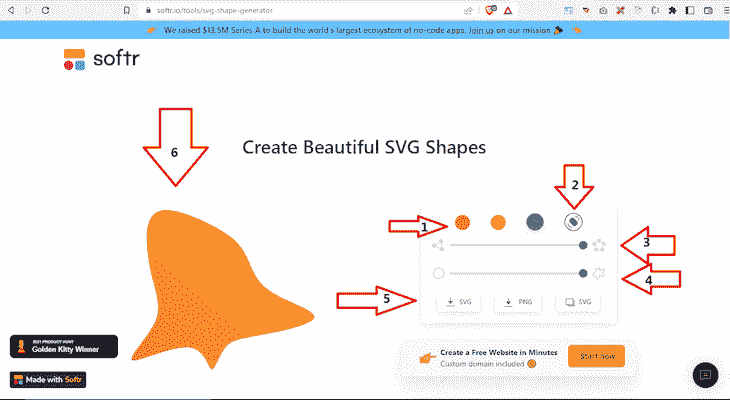 softr.io/tools/svg-shape-generator
We raised $13.5M Series A to build the world's largest ecosystem of no-code apps. Join us on our mission
softr
6
Create Beautiful SVG Shapes
2
1
3
4
5
SVG
PNG
SVG
2021 PRODUCT HUNT
Golden Kitty Winner
Create a Free Website in Minutes
Custom domain included
Start now
Made with Softr